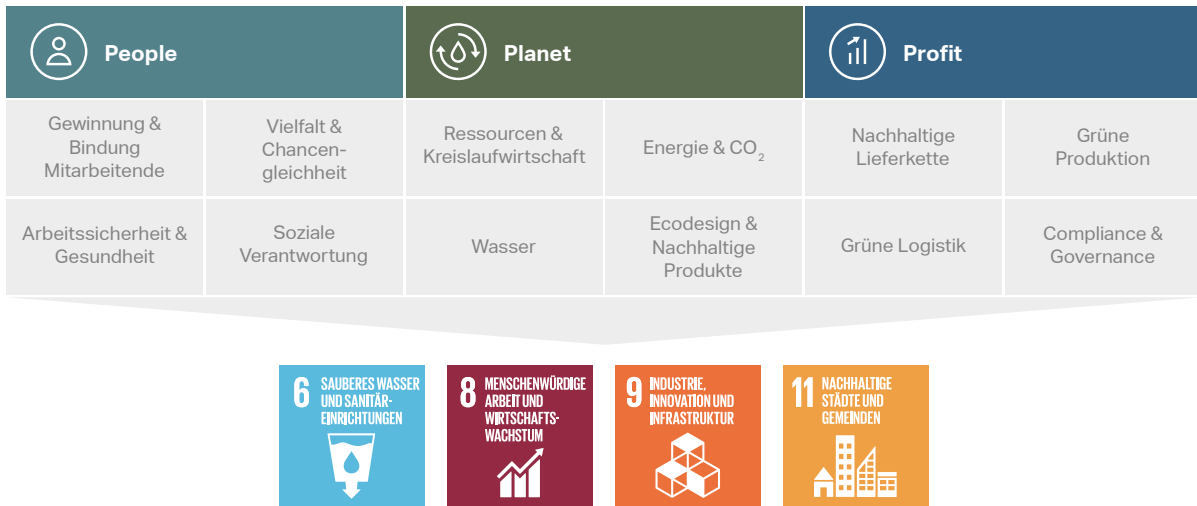 People
Planet
Profit
Gewinnung &
Bindung
Mitarbeitende
Vielfalt &
Chancen-
gleichheit
Ressourcen &
Kreislaufwirtschaft
Energie & CO₂
Nachhaltige
Lieferkette
Grüne
Produktion
Arbeitssicherheit &
Gesundheit
Soziale
Verantwortung
Wasser
Ecodesign &
Nachhaltige
Produkte
Grüne Logistik
Compliance &
Governance
6 SAUBERES WASSER
UND SANITÄR-
EINRICHTUNGEN
8 MENSCHENWÜRDIGE
ARBEIT UND
WIRTSCHAFTS-
WACHSTUM
9 INDUSTRIE,
INNOVATION UND
INFRASTRUKTUR
11 NACHHALTIGE
STÄDTE UND
GEMEINDEN